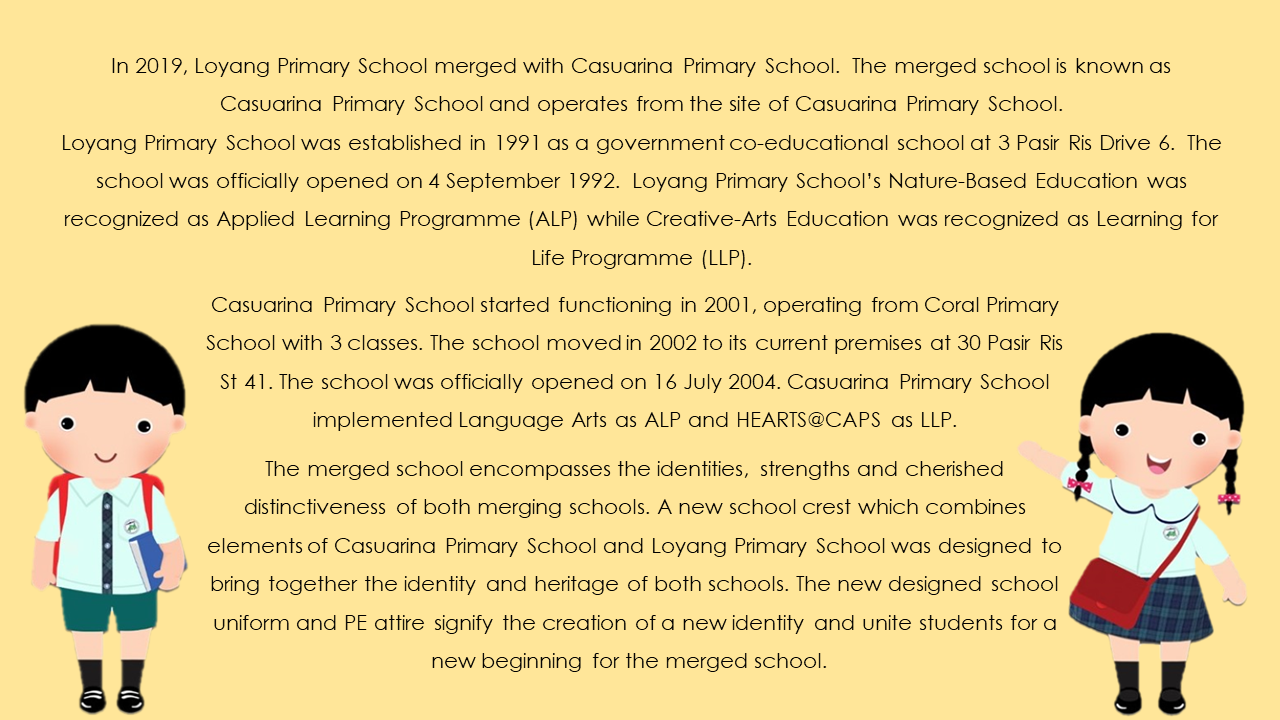 In 2019, Loyang Primary School merged with Casuarina Primary School. The merged school is known as
Casuarina Primary School and operates from the site of Casuarina Primary School.
Loyang Primary School was established in 1991 as a government co-educational school at 3 Pasir Ris Drive 6. The
school was officially opened on 4 September 1992. Loyang Primary School’s Nature-Based Education was
recognized as Applied Learning Programme (ALP) while Creative-Arts Education was recognized as Learning for
Life Programme (LLP).
Casuarina Primary School started functioning in 2001, operating from Coral Primary
School with 3 classes. The school moved in 2002 to its current premises at 30 Pasir Ris
St 41. The school was officially opened on 16 July 2004. Casuarina Primary School
implemented Language Arts as ALP and HEARTS@CAPS as LLP.
The merged school encompasses the identities, strengths and cherished
distinctiveness of both merging schools. A new school crest which combines
elements of Casuarina Primary School and Loyang Primary School was designed to
bring together the identity and heritage of both schools. The new designed school
uniform and PE attire signify the creation of a new identity and unite students for a
new beginning for the merged school.